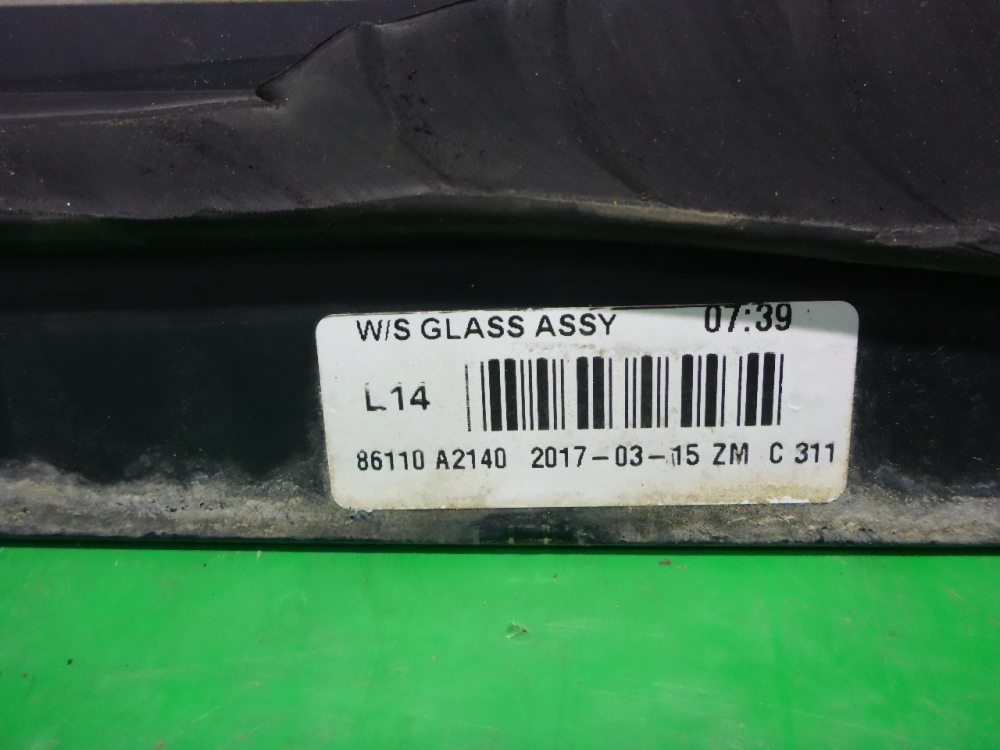 W/S GLASS ASSY 07:39
L14
86110 A2140 2017-03-15 ZM C 311